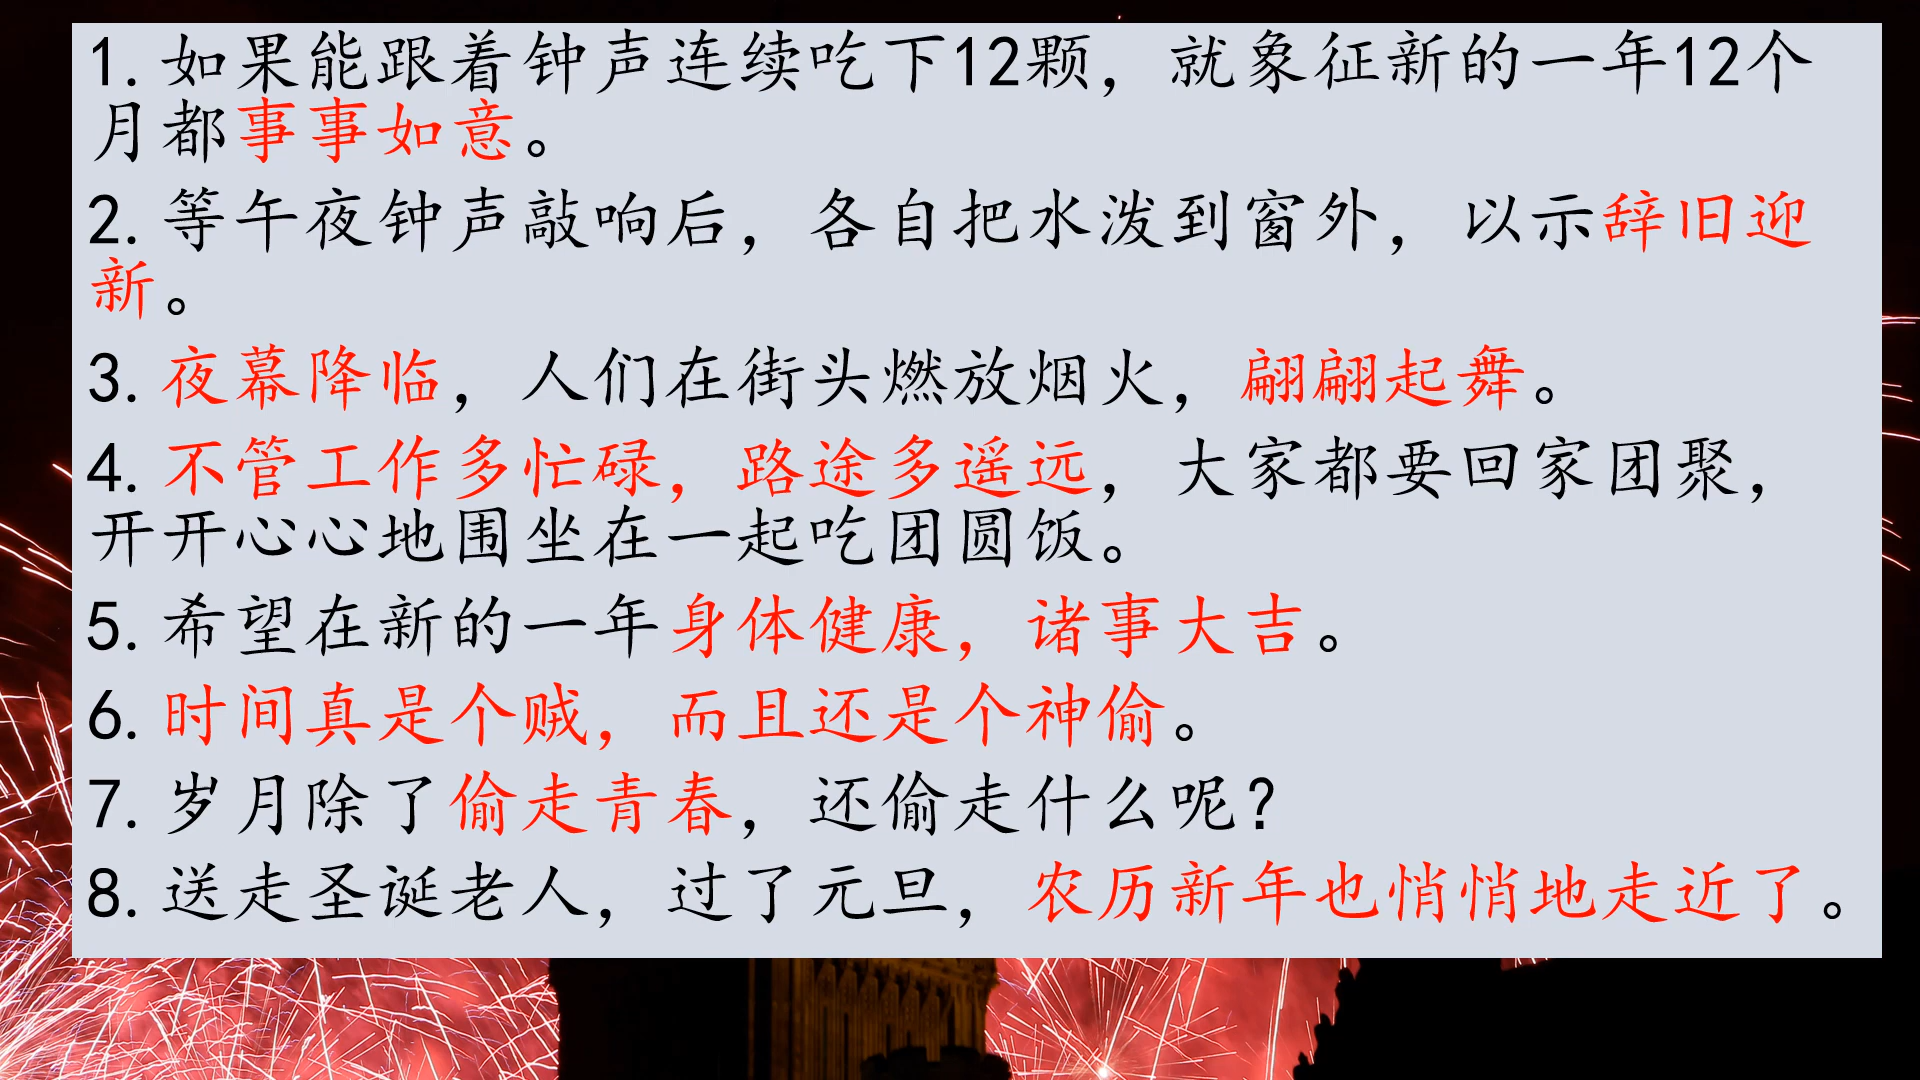 1. 如果能跟着钟声连续吃下12颗，就象征新的一年12个
月都事事如意。
2. 等午夜钟声敲响后，各自把水泼到窗外，以示辞旧迎
新。
3. 夜幕降临，人们在街头燃放烟火，翩翩起舞。
4. 不管工作多忙碌，路途多遥远，大家都要回家团聚，
开开心心地围坐在一起吃团圆饭。
5. 希望在新的一年身体健康，诸事大吉。
6. 时间真是个贼，而且还是个神偷。
7. 岁月除了偷走青春，还偷走什么呢？
8. 送走圣诞老人，过了元旦，农历新年也悄悄地走近了。